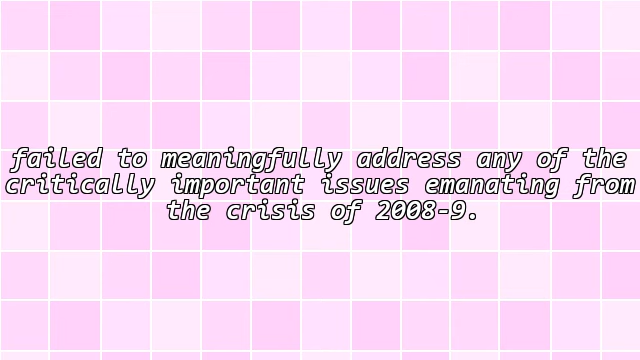 failed to meaningfully address any of the
critically important issues emanating from
the crisis of 2008-9.